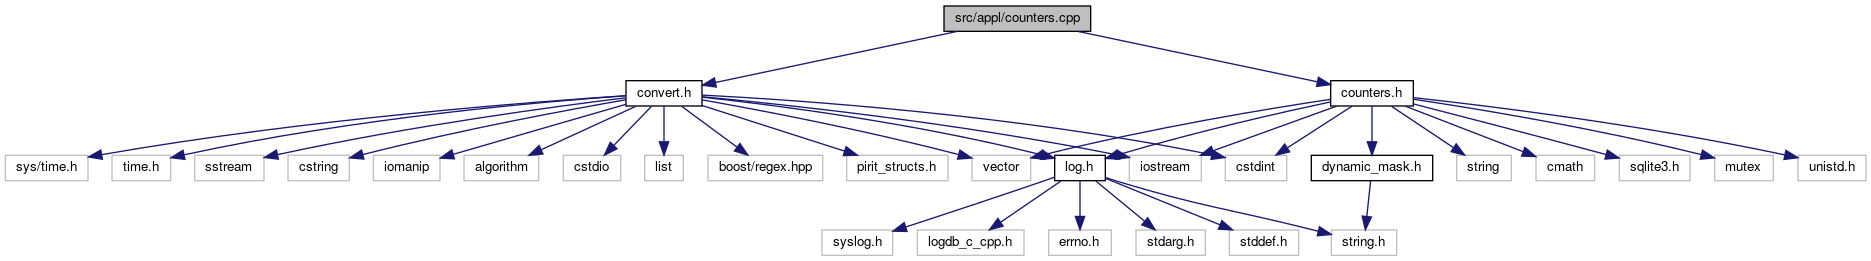 src/appl/counters.cpp
convert.h
counters.h
sys/time.h
time.h
sstream
cstring
iomanip
algorithm
cstdio
list
boost/regex.hpp
pirit_structs.h
vector
log.h
iostream
cstdint
dynamic_mask.h
string
cmath
sqlite3.h
mutex
unistd.h
syslog.h
logdb_c_cpp.h
errno.h
stdarg.h
stddef.h
string.h